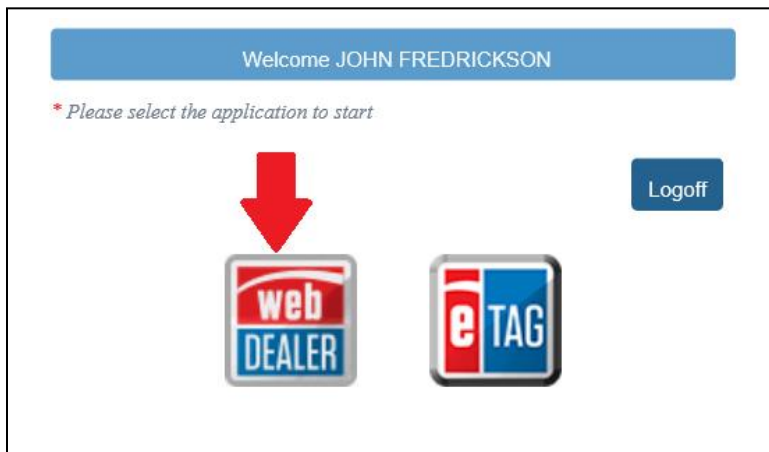 Welcome JOHN FREDRICKSON
* Please select the application to start
Logoff
web
DEALER
e TAG